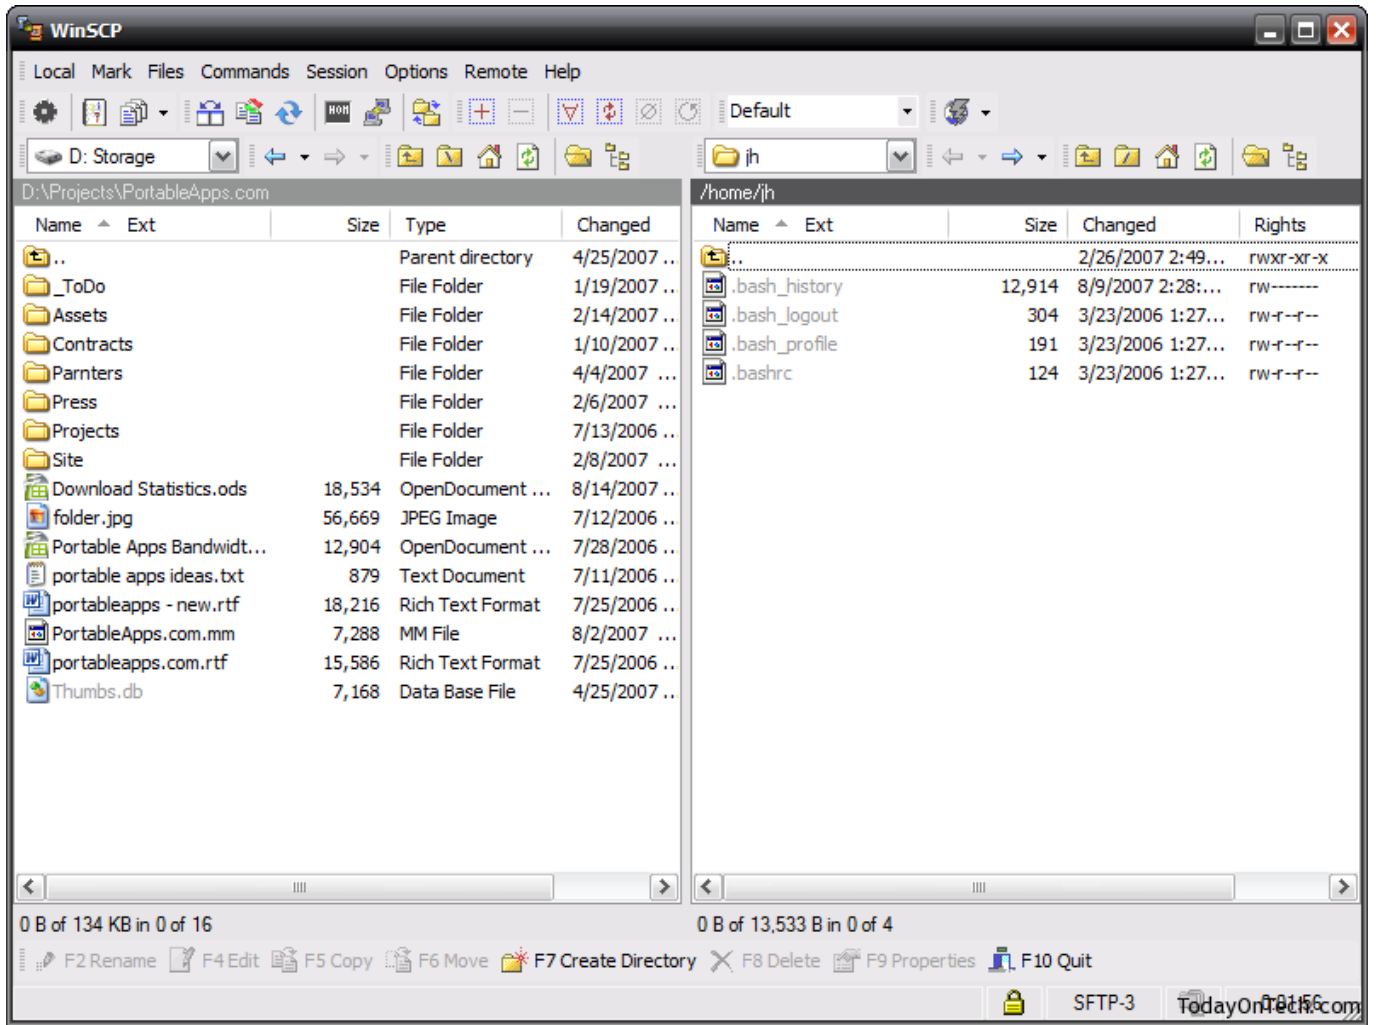 WinSCP
Local Mark Files Commands Session Options Remote Help
Default
D: Storage
jh
D:\Projects\PortableApps.com
/home/jh
Name Ext Size Type Changed
Name Ext Size Changed Rights
.. Parent directory 4/25/2007 ...
.. 2/26/2007 2:49... rwxr-xr-x
_ToDo File Folder 1/19/2007 ...
.bash_history 12,914 8/9/2007 2:28:... rw-------
Assets File Folder 2/14/2007 ...
.bash_logout 304 3/23/2006 1:27... rw-r--r--
Contracts File Folder 1/10/2007 ...
.bash_profile 191 3/23/2006 1:27... rw-r--r--
Parnters File Folder 4/4/2007 ...
.bashrc 124 3/23/2006 1:27... rw-r--r--
Press File Folder 2/6/2007 ...
Projects File Folder 7/13/2006 ...
Site File Folder 2/8/2007 ...
Download Statistics.ods 18,534 OpenDocument ... 8/14/2007 ...
folder.jpg 56,669 JPEG Image 7/12/2006 ...
Portable Apps Bandwidt... 12,904 OpenDocument ... 7/28/2006 ...
portable apps ideas.txt 879 Text Document 7/11/2006 ...
portableapps - new.rtf 18,216 Rich Text Format 7/25/2006 ...
PortableApps.com.mm 7,288 MM File 8/2/2007 ...
portableapps.com.rtf 15,586 Rich Text Format 7/25/2006 ...
Thumbs.db 7,168 Data Base File 4/25/2007 ...
0 B of 134 KB in 0 of 16
0 B of 13,533 B in 0 of 4
F2 Rename F4 Edit F5 Copy F6 Move F7 Create Directory F8 Delete F9 Properties F10 Quit
SFTP-3
TodayOnTech.com